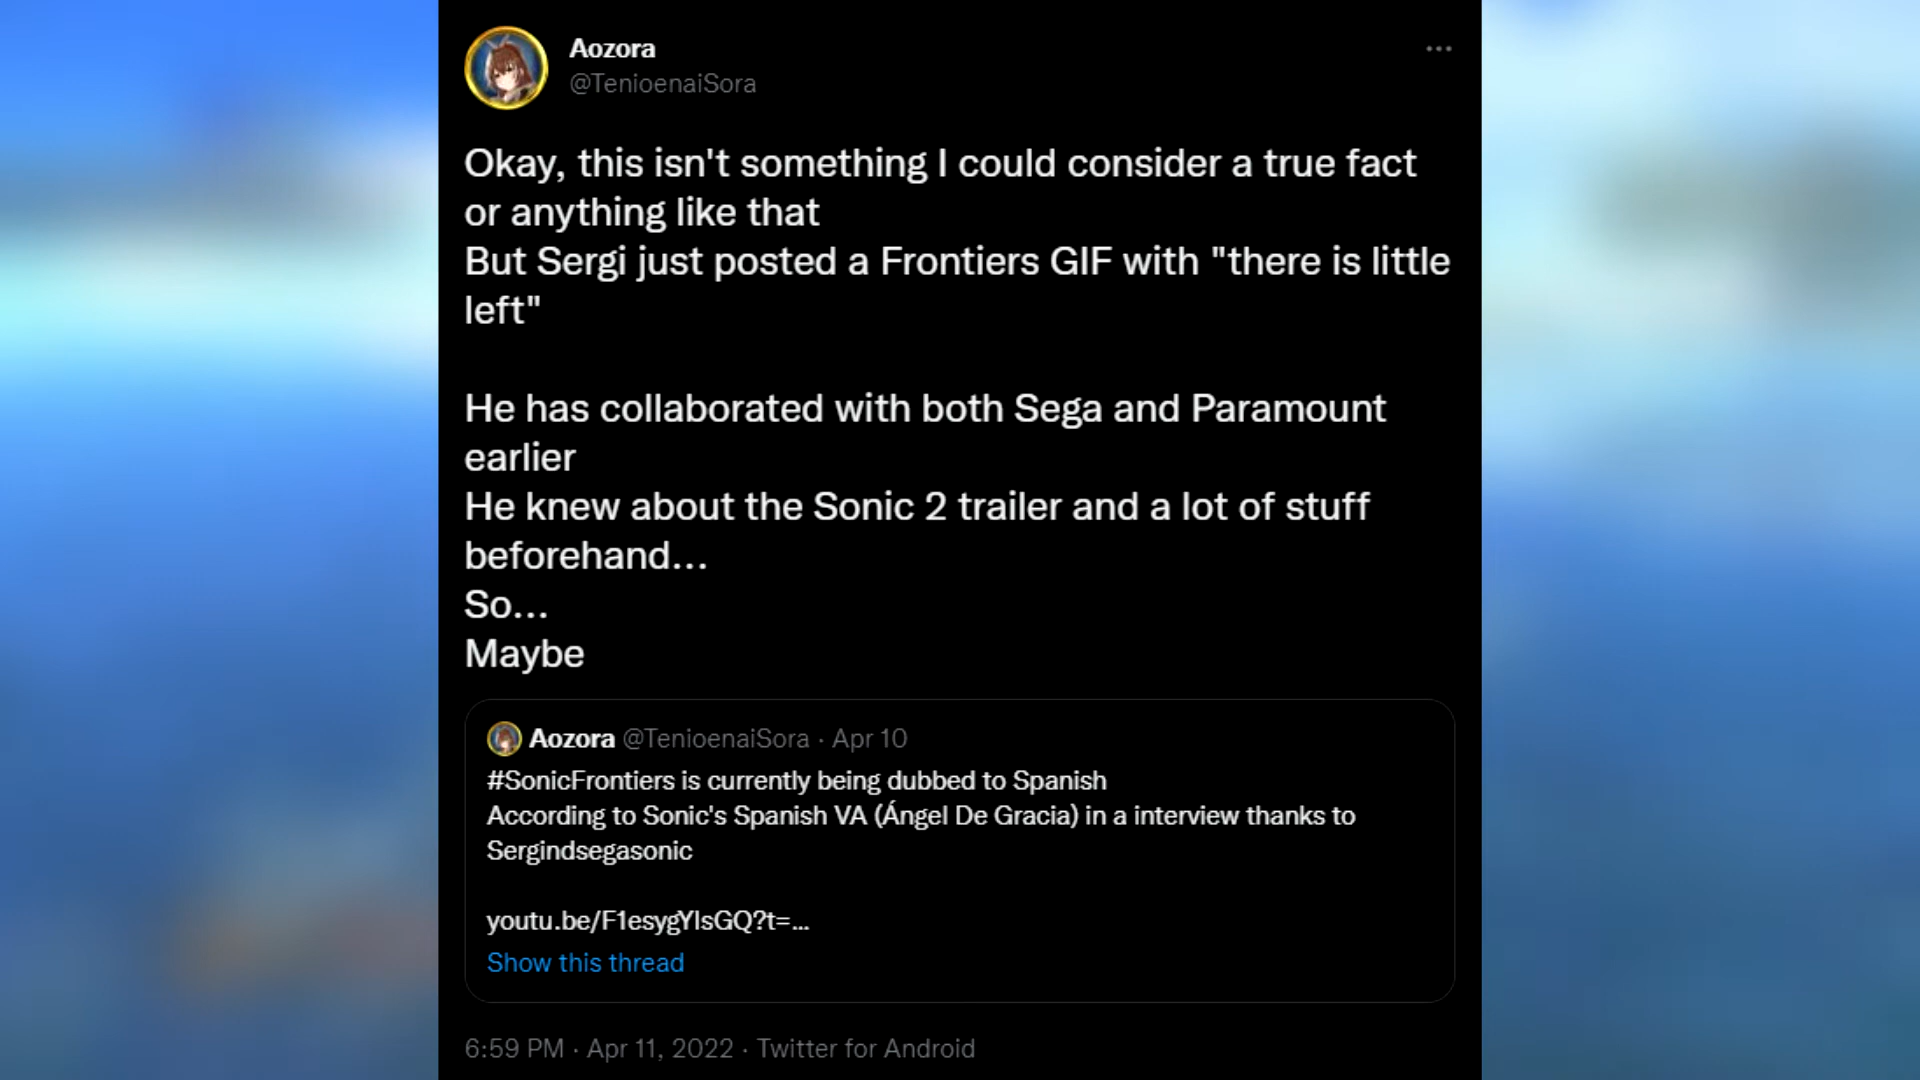 Aozora
@TenioenaiSora
Okay, this isn't something I could consider a true fact
or anything like that
But Sergi just posted a Frontiers GIF with "there is little
left"
He has collaborated with both Sega and Paramount
earlier
He knew about the Sonic 2 trailer and a lot of stuff
beforehand...
So...
Maybe
Aozora @TenioenaiSora · Apr 10
#SonicFrontiers is currently being dubbed to Spanish
According to Sonic's Spanish VA (Ángel De Gracia) in a interview thanks to
Sergindsegasonic
youtu.be/F1esygYlsGQ?t=...
Show this thread
6:59 PM · Apr 11, 2022 · Twitter for Android